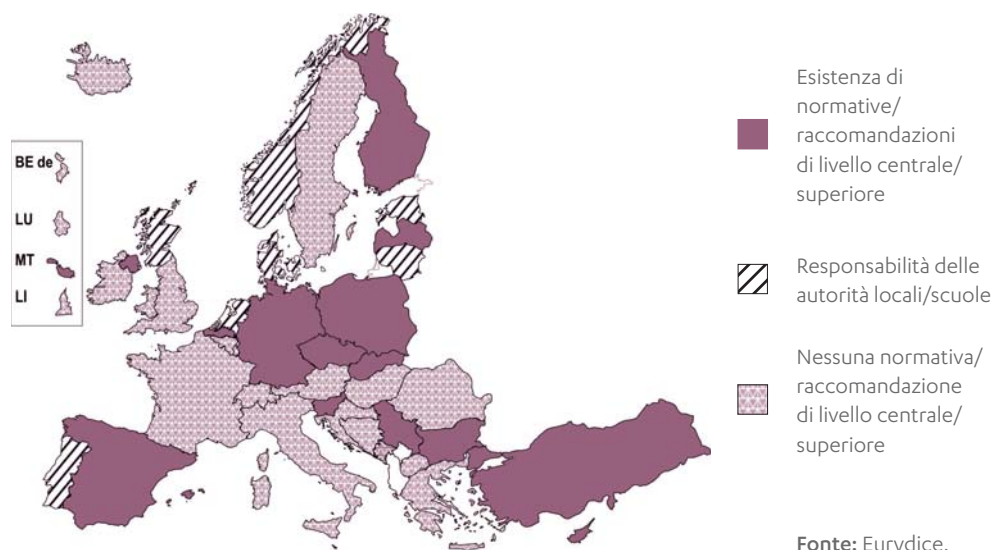 BE de
LU
MT
LI
Esistenza di
normative/
raccomandazioni
di livello centrale/
superiore
Responsabilità delle
autorità locali/scuole
Nessuna normativa/
raccomandazione
di livello centrale/
superiore
Fonte: Eurydice.